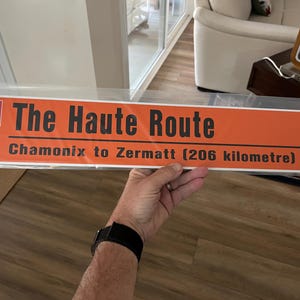 The Haute Route
Chamonix to Zermatt (206 kilometre)